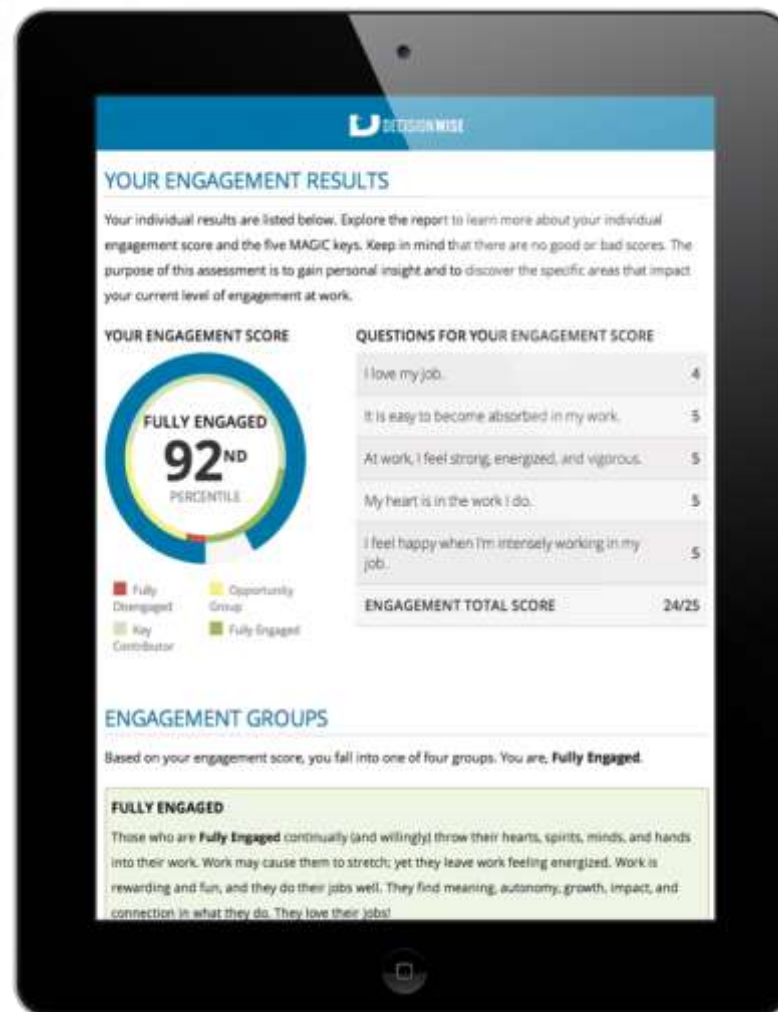 DECISIONWISE
YOUR ENGAGEMENT RESULTS
Your individual results are listed below. Explore the report to learn more about your individual
engagement score and the five MAGIC keys. Keep in mind that there are no good or bad scores. The
purpose of this assessment is to gain personal insight and to discover the specific areas that impact
your current level of engagement at work.
YOUR ENGAGEMENT SCORE
FULLY ENGAGED
92ND
PERCENTILE
Fully
Disengaged
Opportunity
Group
Key
Contributor
Fully Engaged
QUESTIONS FOR YOUR ENGAGEMENT SCORE
I love my job. 4
It is easy to become absorbed in my work. 5
At work, I feel strong, energized, and vigorous. 5
My heart is in the work I do. 5
I feel happy when I'm intensely working in my
job. 5
ENGAGEMENT TOTAL SCORE 24/25
ENGAGEMENT GROUPS
Based on your engagement score, you fall into one of four groups. You are, Fully Engaged.
FULLY ENGAGED
Those who are Fully Engaged continually (and willingly) throw their hearts, spirits, minds, and hands
into their work. Work may cause them to stretch; yet they leave work feeling energized. Work is
rewarding and fun, and they do their jobs well. They find meaning, autonomy, growth, impact, and
connection in what they do. They love their jobs!